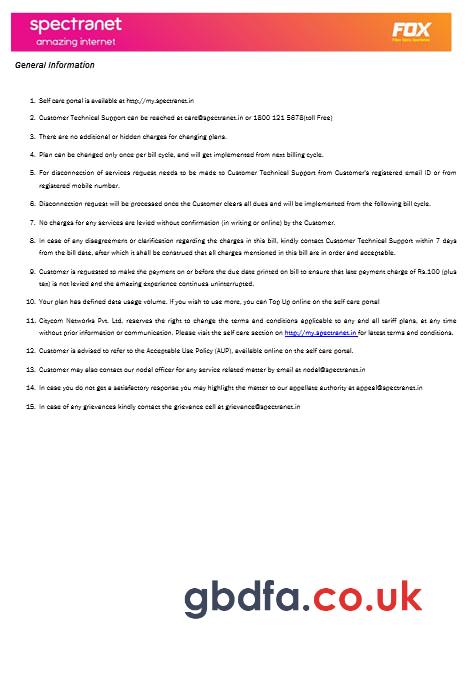 spectranet
amazing internet
FOX
Fiber Optic Xperience
General Information
1. Self care portal is available at http://my.spectranet.in
2. Customer Technical Support can be reached at care@spectranet.in or 1800 121 5678(toll Free)
3. There are no additional or hidden charges for changing plans.
4. Plan can be changed only once per bill cycle, and will get implemented from next billing cycle.
5. For disconnection of services request needs to be made to Customer Technical Support from Customer's registered email ID or from
registered mobile number.
6. Disconnection request will be processed once the Customer clears all dues and will be implemented from the following bill cycle.
7. No charges for any services are levied without confirmation (in writing or online) by the Customer.
8. In case of any disagreement or clarification regarding the charges in this bill, kindly contact Customer Technical Support within 7 days
from the bill date, after which it shall be construed that all charges mentioned in this bill are in order and acceptable.
9. Customer is requested to make the payment on or before the due date printed on bill to ensure that late payment charge of Rs.100 (plus
tax) is not levied and the amazing experience continues uninterrupted.
10. Your plan has defined data usage volume. If you wish to use more, you can Top Up online on the self care portal
11. Citycom Networks Pvt. Ltd. reserves the right to change the terms and conditions applicable to any and all tariff plans, at any time
without prior information or communication. Please visit the self care section on http://my.spectranet.in for latest terms and conditions.
12. Customer is advised to refer to the Acceptable Use Policy (AUP), available online on the self care portal.
13. Customer may also contact our nodel officer for any service related matter by email at nodel@spectranet.in
14. In case you do not get a satisfactory response you may highlight the matter to our appellate authority at appeal@spectranet.in
15. In case of any grievances kindly contact the grievance cell at grievance@spectranet.in
gbdfa.co.uk